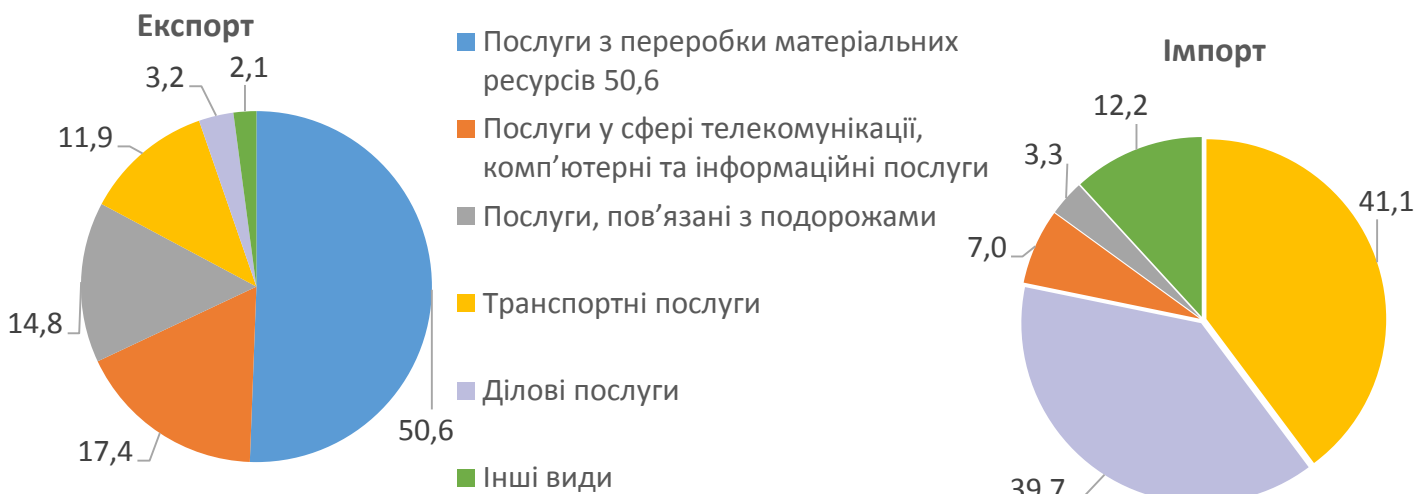 Експорт
3,2
2,1
11,9
14,8
17,4
50,6
Послуги з переробки матеріальних
ресурсів 50,6
Послуги у сфері телекомунікації,
комп’ютерні та інформаційні послуги
Послуги, пов’язані з подорожами
Транспортні послуги
Ділові послуги
Інші види
Імпорт
12,2
3,3
7,0
41,1
39,7